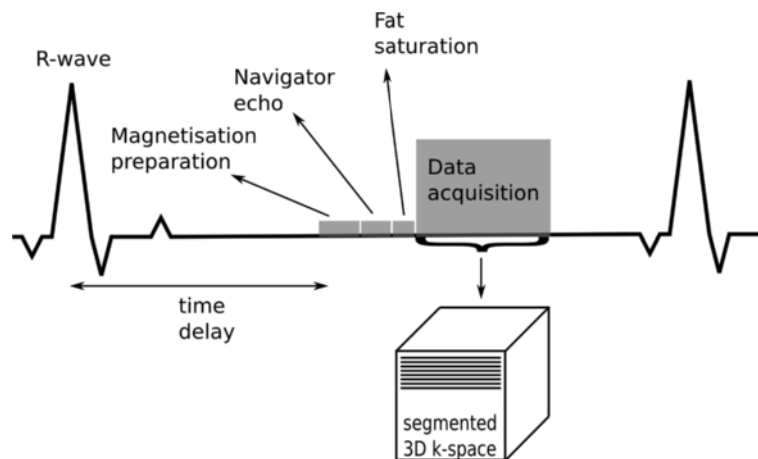 Fat
saturation
R-wave
Navigator
echo
Magnetisation
preparation
Data
acquisition
time
delay
segmented
3D k-space